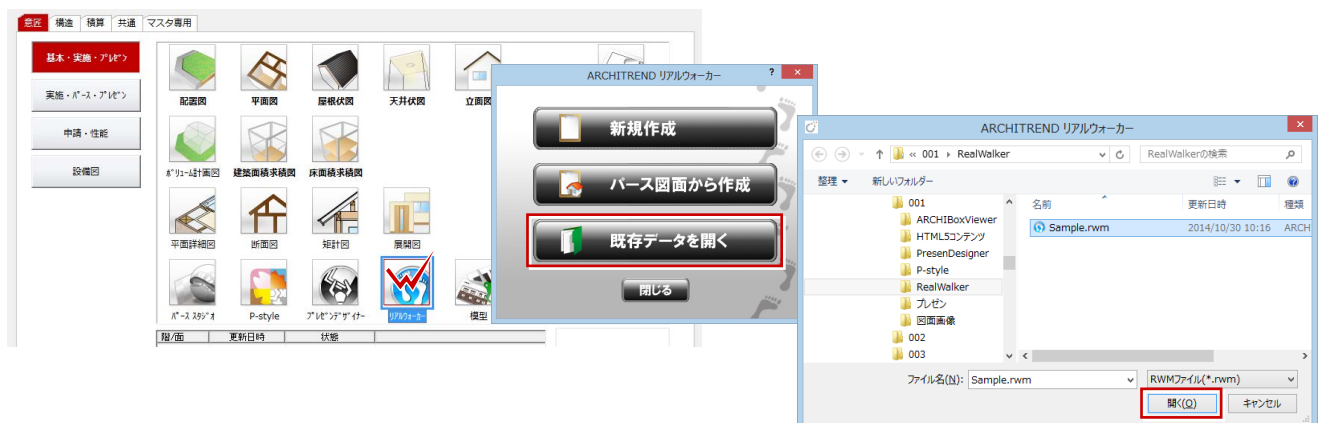 意匠 構造 積算 共通 マスタ専用
基本・実施・プレゼン
実施・パース・プレゼン
申請・性能
設備図
配置図 平面図 屋根伏図 天井伏図 立面図
ボリューム計画図 建築面積求積図 床面積求積図
平面詳細図 断面図 矩計図 展開図
パース スタジオ P-style プレゼンデザイナー リアルウォーカー 模型
階/面 更新日時 状態
ARCHITREND リアルウォーカー ? ×
新規作成
パース図面から作成
既存データを開く
閉じる
ARCHITREND リアルウォーカー ×
« 001 RealWalker RealWalkerの検索
整理 新しいフォルダー
001
ARCHIBoxViewer
HTML5コンテンツ
PresenDesigner
P-style
RealWalker
プレゼン
図面画像
002
003
名前 更新日時 種類
Sample.rwm 2014/10/30 10:16 ARCH
ファイル名(N): Sample.rwm RWMファイル(*.rwm)
開く(O) キャンセル